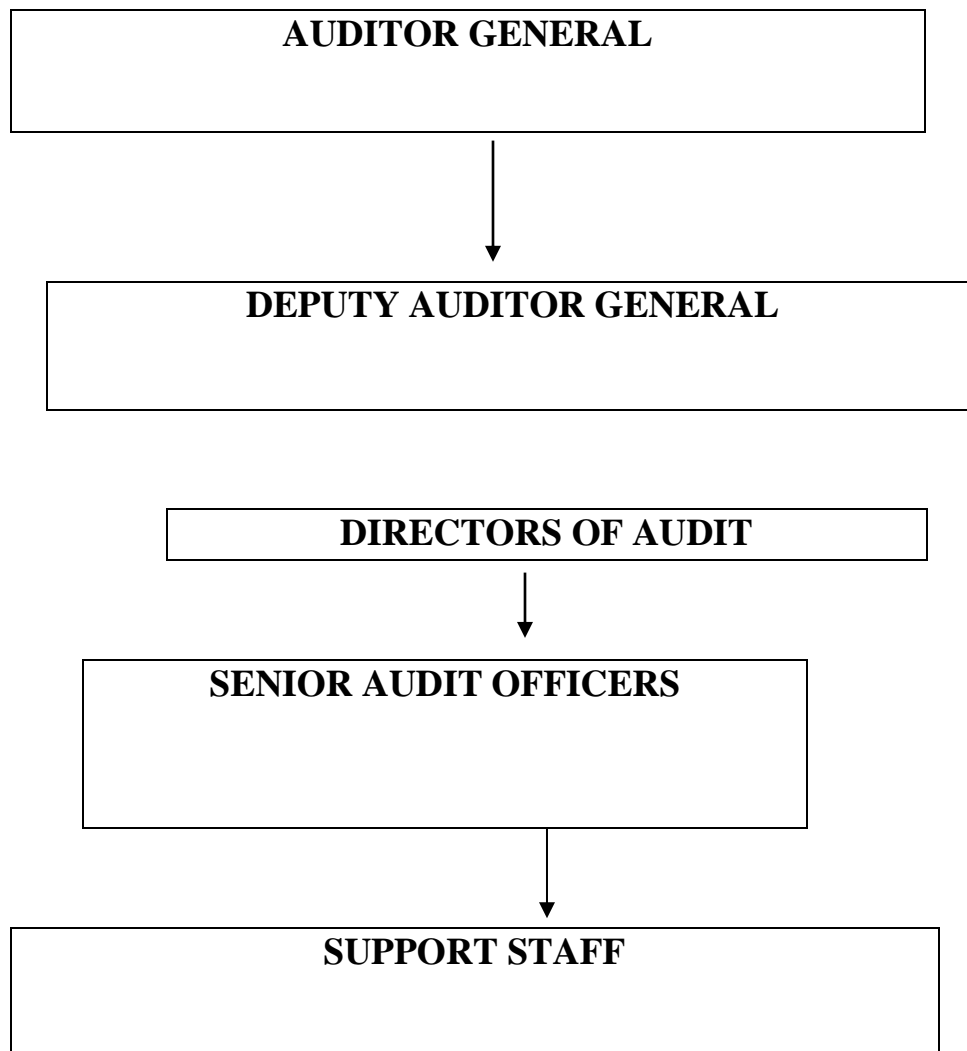 AUDITOR GENERAL
DEPUTY AUDITOR GENERAL
DIRECTORS OF AUDIT
SENIOR AUDIT OFFICERS
SUPPORT STAFF